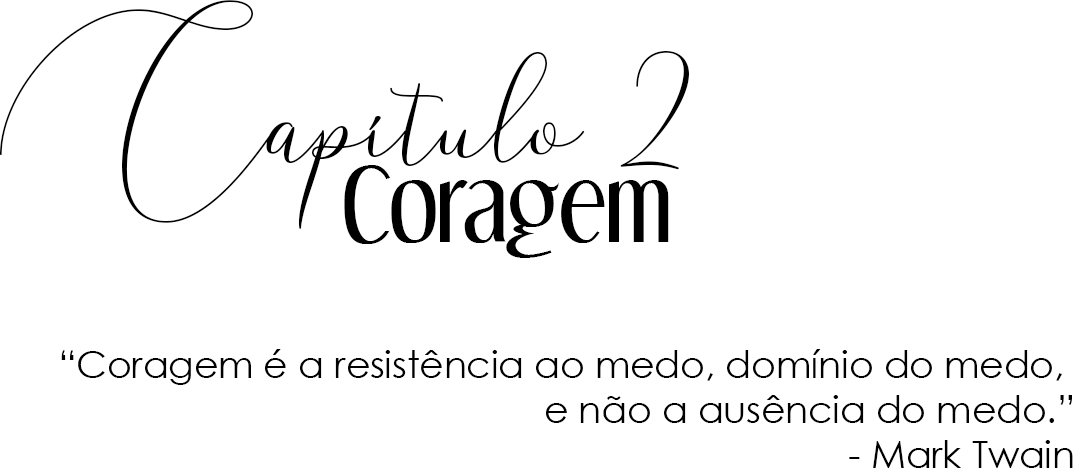 Capítulo 2
Coragem
“Coragem é a resistência ao medo, domínio do medo,
e não a ausência do medo.”
- Mark Twain